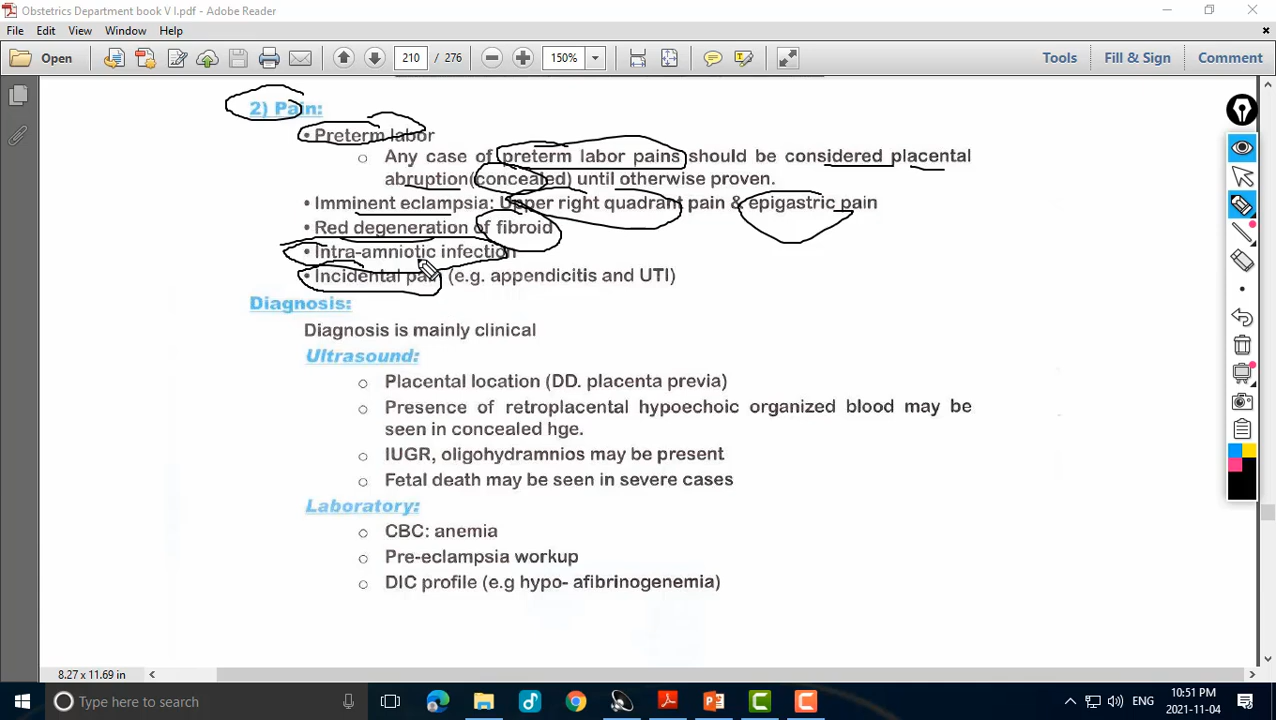 Obstetrics Department book V I.pdf - Adobe Reader
File Edit View Window Help
Open 210 / 276 150% Tools Fill & Sign Comment
2) Pain:
• Preterm labor
o Any case of preterm labor pains should be considered placental
abruption(concealed) until otherwise proven.
• Imminent eclampsia: Upper right quadrant pain & epigastric pain
• Red degeneration of fibroid
• Intra-amniotic infection
• Incidental pain (e.g. appendicitis and UTI)
Diagnosis:
Diagnosis is mainly clinical
Ultrasound:
o Placental location (DD. placenta previa)
o Presence of retroplacental hypoechoic organized blood may be
seen in concealed hge.
o IUGR, oligohydramnios may be present
o Fetal death may be seen in severe cases
Laboratory:
o CBC: anemia
o Pre-eclampsia workup
o DIC profile (e.g hypo- afibrinogenemia)
8.27 x 11.69 in
Type here to search
ENG
10:51 PM
2021-11-04